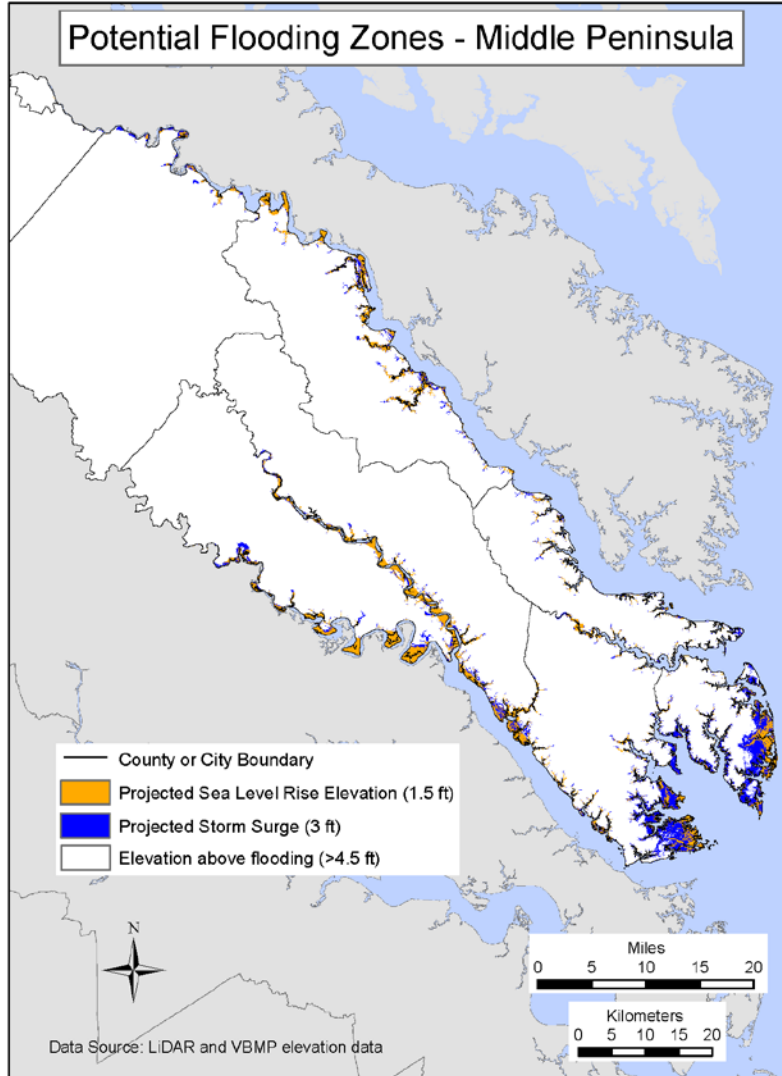 Potential Flooding Zones - Middle Peninsula
County or City Boundary
Projected Sea Level Rise Elevation (1.5 ft)
Projected Storm Surge (3 ft)
Elevation above flooding (>4.5 ft)
N
Miles
0 5 10 15 20
Kilometers
0 5 10 15 20
Data Source: LiDAR and VBMP elevation data